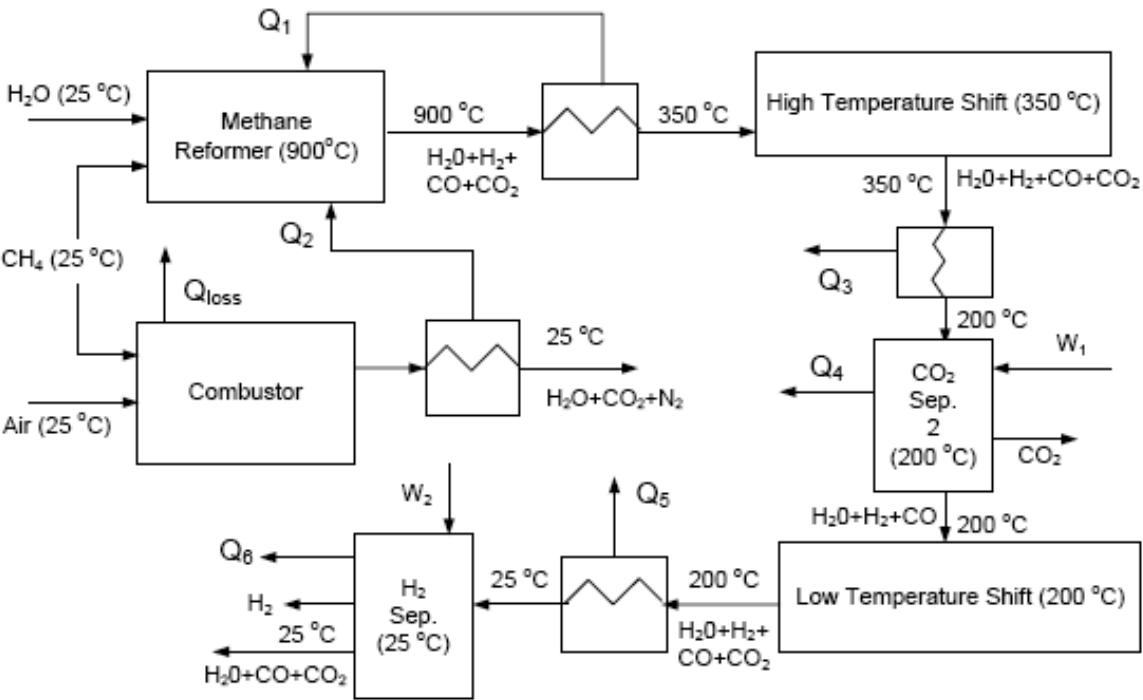 Q₁
H₂O (25 °C)
Methane
Reformer (900°C)
900 °C
H₂0+H₂+
CO+CO₂
350 °C
High Temperature Shift (350 °C)
350 °C
H₂0+H₂+CO+CO₂
CH₄ (25 °C)
Q₂
Qloss
Q₃
200 °C
Combustor
25 °C
H₂O+CO₂+N₂
Air (25 °C)
W₁
Q₄
CO₂
Sep.
2
(200 °C)
CO₂
H₂0+H₂+CO
200 °C
W₂
Q₅
Q₆
H₂
25 °C
H₂0+CO+CO₂
H₂
Sep.
(25 °C)
25 °C
200 °C
H₂0+H₂+
CO+CO₂
Low Temperature Shift (200 °C)